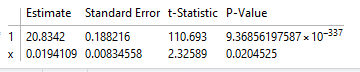 Estimate Standard Error t-Statistic P-Value
1 20.8342 0.188216 110.693 9.36856197587×10⁻³³⁷
x 0.0194109 0.00834558 2.32589 0.0204525